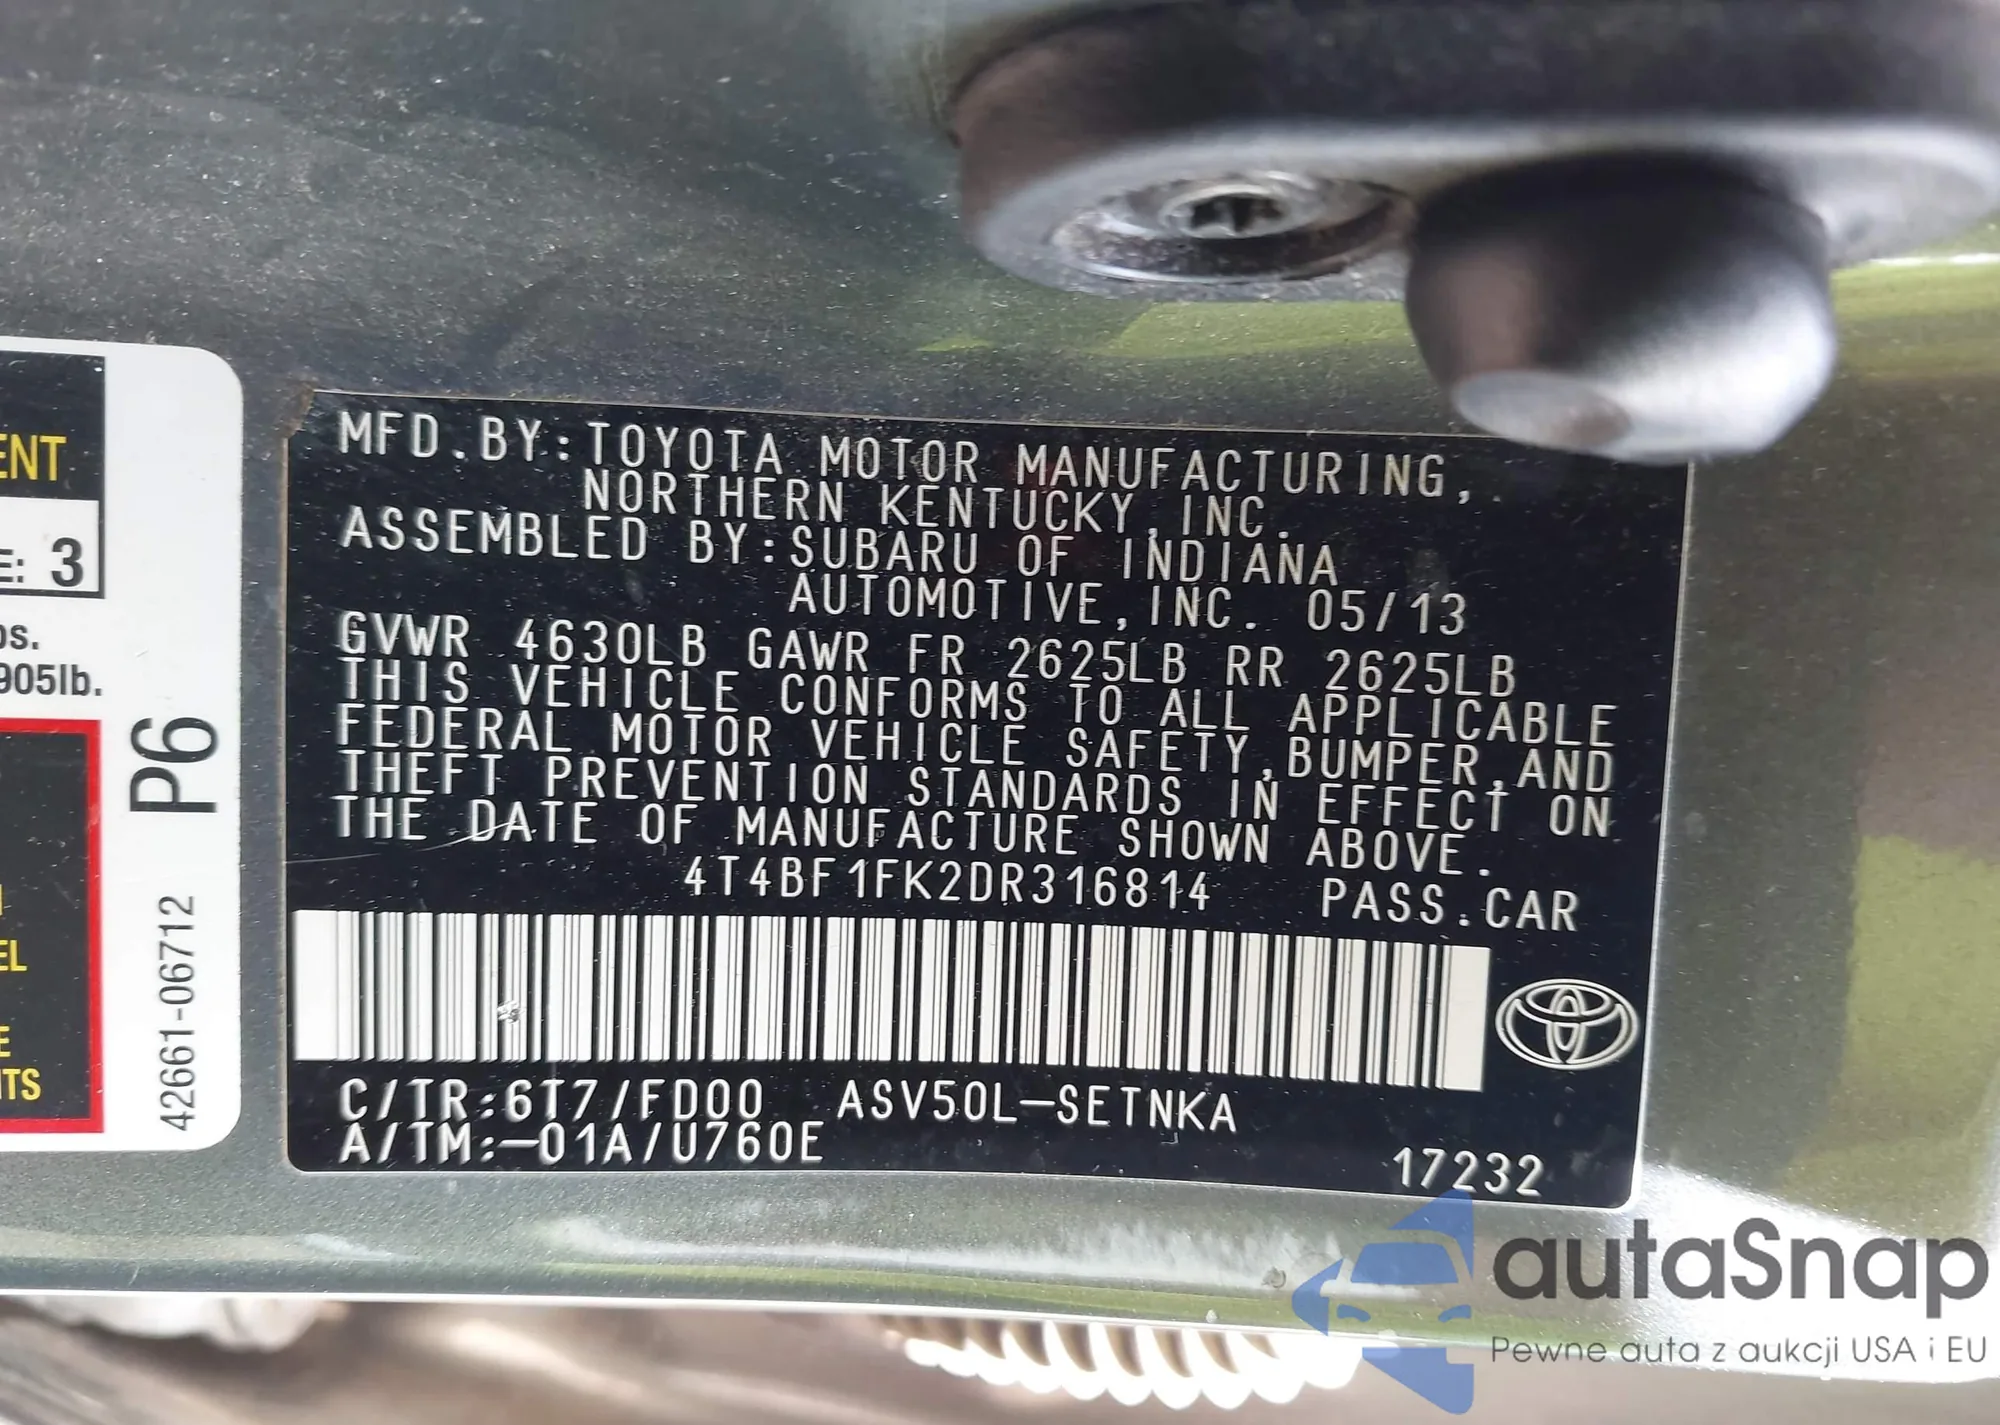 ENT
E: 3
os.
905lb.
EL
E
ITS
P6
42661-06712
MFD.BY:TOYOTA MOTOR MANUFACTURING,
NORTHERN KENTUCKY,INC.
ASSEMBLED BY:SUBARU OF INDIANA
AUTOMOTIVE,INC. 05/13
GVWR 4630LB GAWR FR 2625LB RR 2625LB
THIS VEHICLE CONFORMS TO ALL APPLICABLE
FEDERAL MOTOR VEHICLE SAFETY,BUMPER,AND
THEFT PREVENTION STANDARDS IN EFFECT ON
THE DATE OF MANUFACTURE SHOWN ABOVE.
4T4BF1FK2DR316814 PASS.CAR
C/TR:6T7/FD00 ASV50L-SETNKA
A/TM:-01A/U760E
17232
autaSnap
Pewne auta z aukcji USA i EU